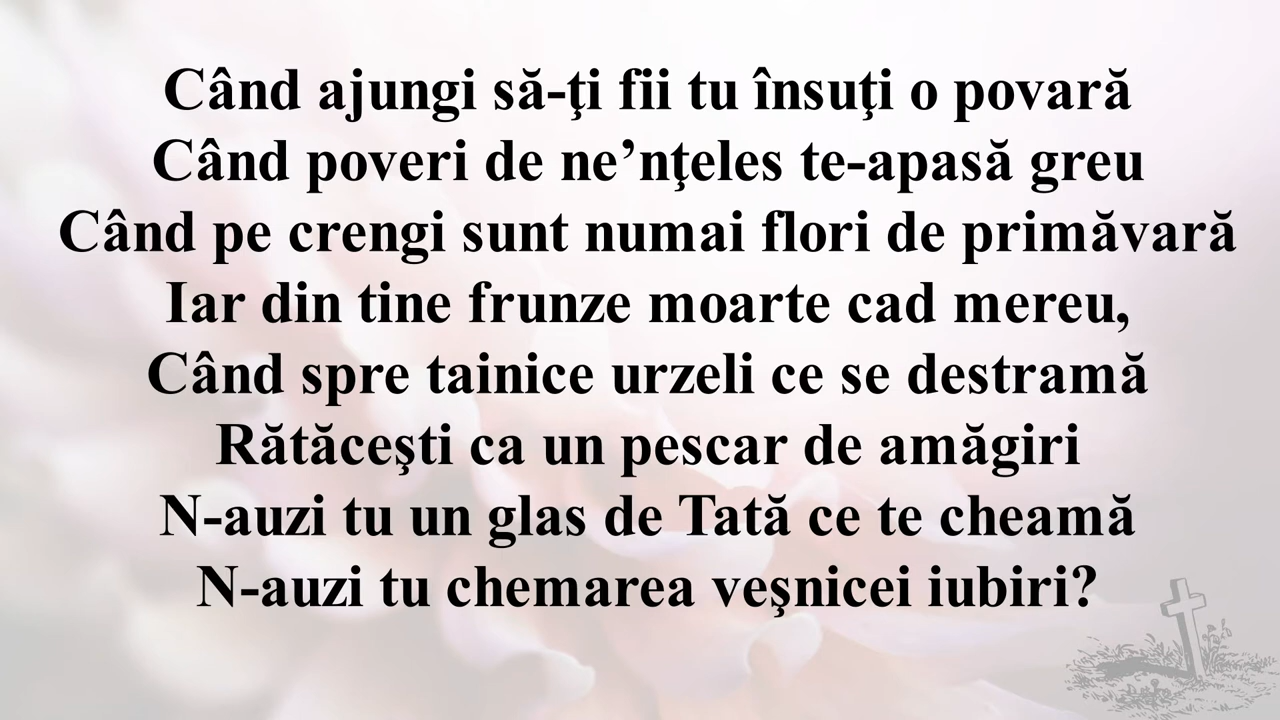 Când ajungi să-ţi fii tu însuţi o povară
Când poveri de ne’nţeles te-apasă greu
Când pe crengi sunt numai flori de primăvară
Iar din tine frunze moarte cad mereu,
Când spre tainice urzeli ce se destramă
Rătăceşti ca un pescar de amăgiri
N-auzi tu un glas de Tată ce te cheamă
N-auzi tu chemarea veşnicei iubiri?